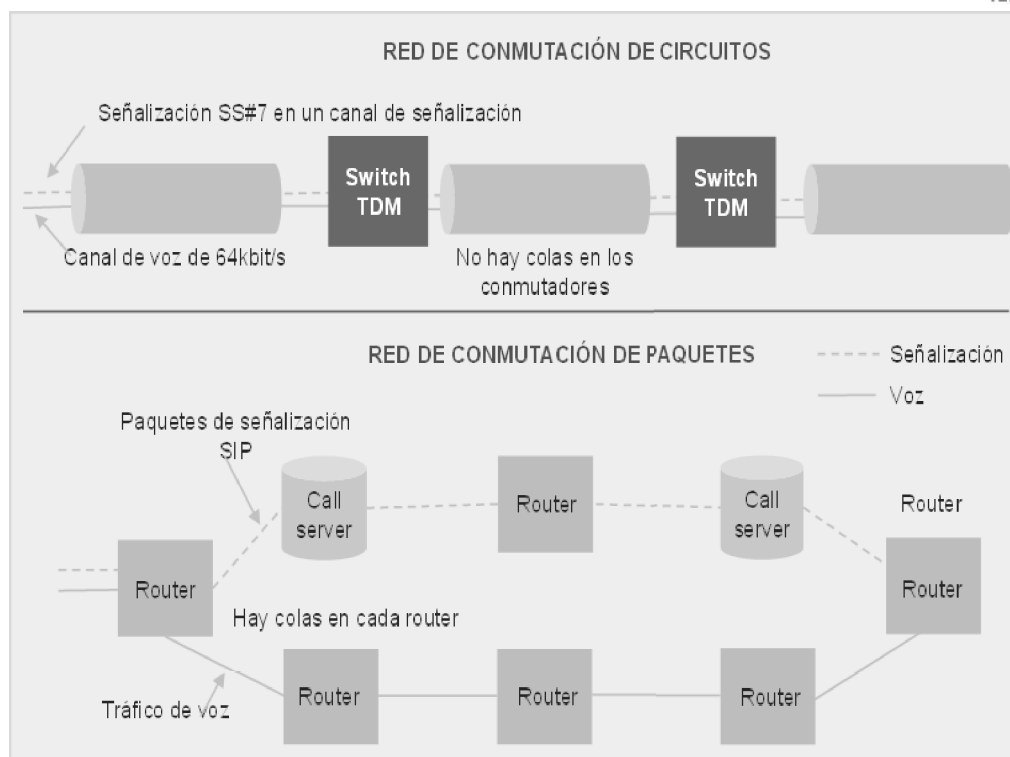 RED DE CONMUTACIÓN DE CIRCUITOS
Señalización SS#7 en un canal de señalización
Switch
TDM
Switch
TDM
Canal de voz de 64kbit/s
No hay colas en los
conmutadores
RED DE CONMUTACIÓN DE PAQUETES
Señalización
Voz
Paquetes de señalización
SIP
Call
server
Router
Call
server
Router
Router
Router
Hay colas en cada router
Router
Router
Router
Tráfico de voz